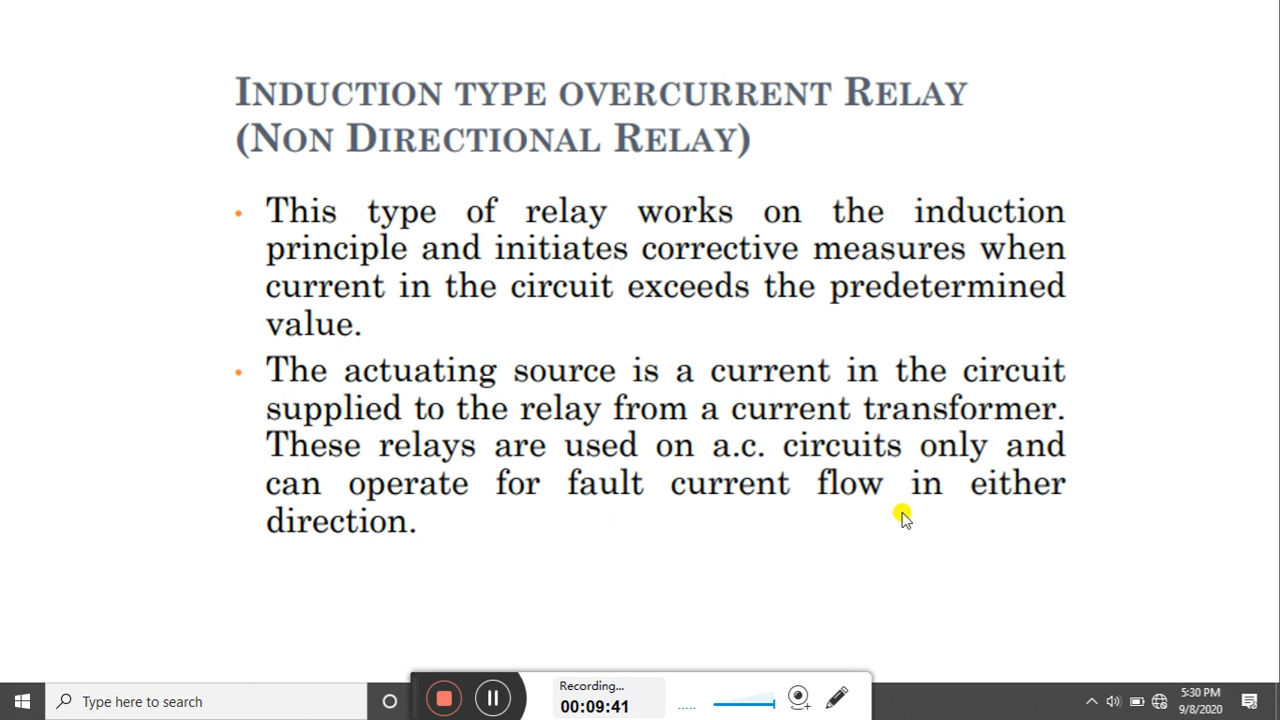 INDUCTION TYPE OVERCURRENT RELAY
(NON DIRECTIONAL RELAY)
• This type of relay works on the induction
principle and initiates corrective measures when
current in the circuit exceeds the predetermined
value.
• The actuating source is a current in the circuit
supplied to the relay from a current transformer.
These relays are used on a.c. circuits only and
can operate for fault current flow in either
direction.
Type here to search
Recording...
00:09:41
5:30 PM
9/8/2020